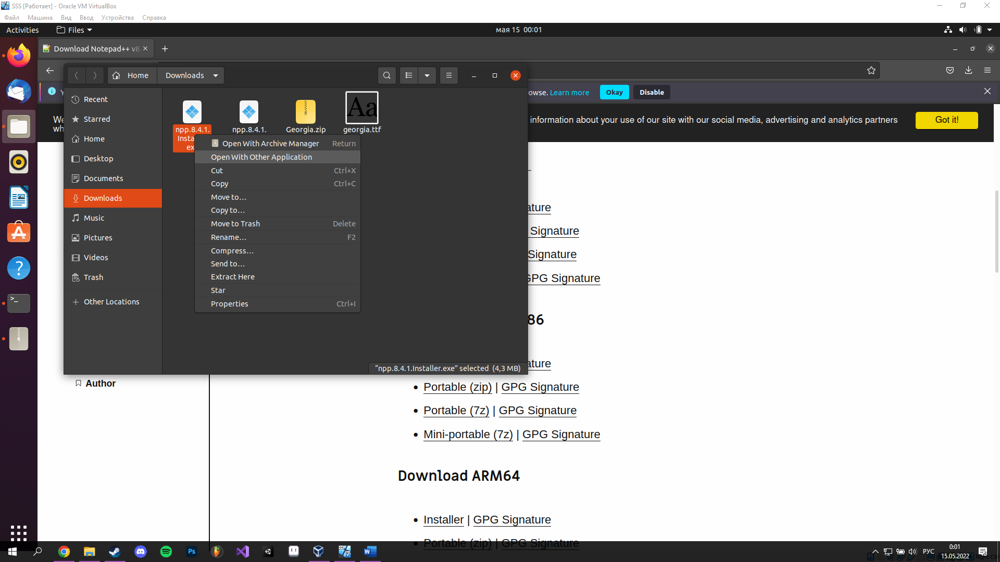 SSS [Работает] - Oracle VM VirtualBox
Файл Машина Вид Ввод Устройства Справка
Activities Files мая 15 00:01
Download Notepad++ v8.
Home Downloads
owse. Learn more Okay Disable
We
wh
information about your use of our site with our social media, advertising and analytics partners Got it!
Recent
Starred
Home
Desktop
Documents
Downloads
Music
Pictures
Videos
Trash
Other Locations
npp.8.4.1.
Insta
ex
npp.8.4.1.
Georgia.zip
georgia.ttf
Open With Archive Manager Return
Open With Other Application
Cut Ctrl+X
Copy Ctrl+C
Move to…
Copy to…
Move to Trash Delete
Rename… F2
Compress…
Send to…
Extract Here
Star
Properties Ctrl+I
"npp.8.4.1.Installer.exe" selected (4,3 MB)
ature
Signature
Signature
GPG Signature
86
ature
Author
Portable (zip) | GPG Signature
Portable (7z) | GPG Signature
Mini-portable (7z) | GPG Signature
Download ARM64
Installer | GPG Signature
Portable (zip) | GPG Signature
Ps
РУС
0:01
15.05.2022
Right Ctrl